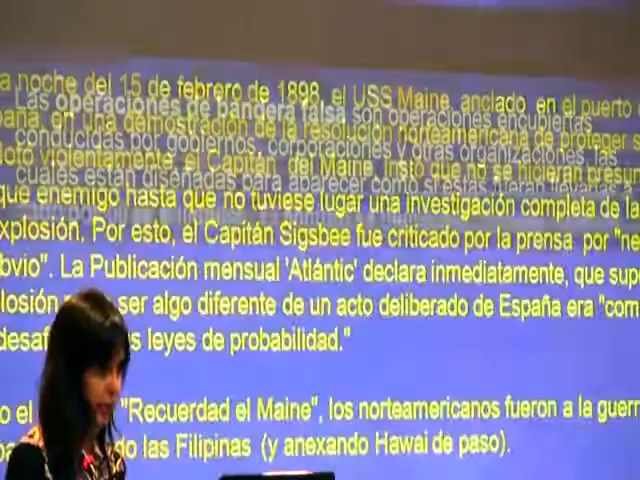 a noche del 15 de febrero de 1898, el USS Maine, anclado en el puerto
Las operaciones de bandera falsa son operaciones encubiertas
ana, en una demostración de la resolución norteamericana de proteger s
conducidas por gobiernos, corporaciones y otras organizaciones, las
lotó violentamente, el Capitán del Maine, insto que no se hicieran presun
cuales están diseñadas para aparecer como si estas fueran llevadas a
que enemigo hasta que no tuviese lugar una investigación completa de la
xplosión. Por esto, el Capitán Sigsbee fue criticado por la prensa por "ne
bvio". La Publicación mensual 'Atlántic' declara inmediatamente, que sup
losión ser algo diferente de un acto deliberado de España era "com
desaf s leyes de probabilidad."
o el "Recuerdad el Maine", los norteamericanos fueron a la guerr
do las Filipinas (y anexando Hawai de paso).